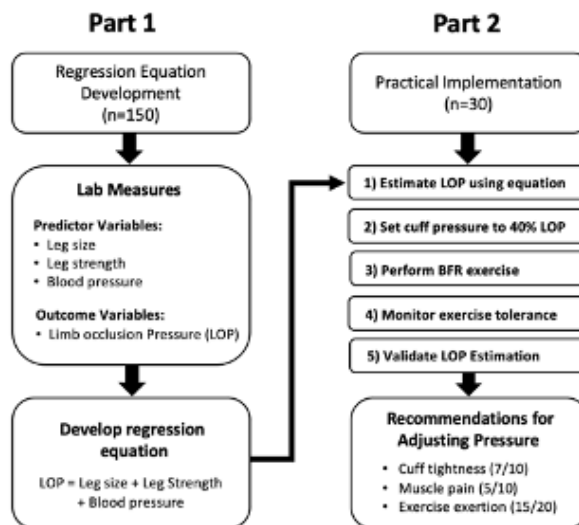 Part 1
Regression Equation
Development
(n=150)
Lab Measures
Predictor Variables:
• Leg size
• Leg strength
• Blood pressure
Outcome Variables:
• Limb occlusion Pressure (LOP)
Develop regression
equation
LOP = Leg size + Leg Strength
+ Blood pressure
Part 2
Practical Implementation
(n=30)
1) Estimate LOP using equation
2) Set cuff pressure to 40% LOP
3) Perform BFR exercise
4) Monitor exercise tolerance
5) Validate LOP Estimation
Recommendations for
Adjusting Pressure
• Cuff tightness (7/10)
• Muscle pain (5/10)
• Exercise exertion (15/20)